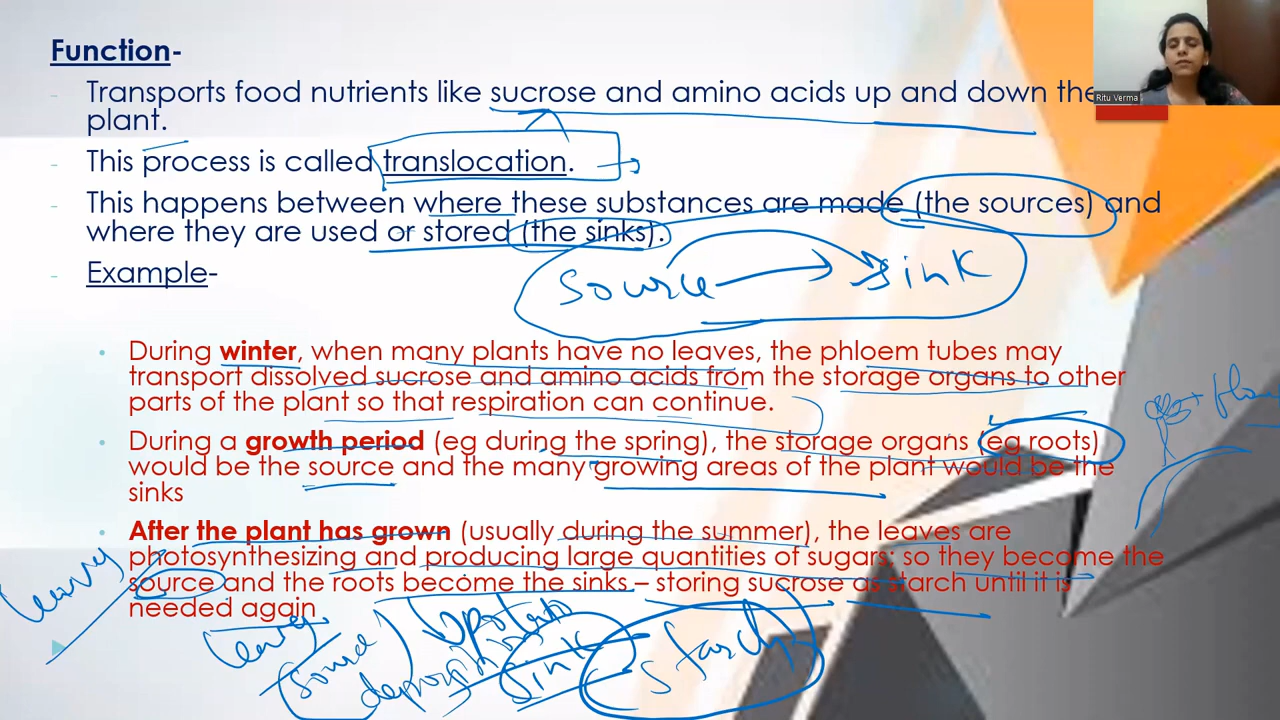 Function-
- Transports food nutrients like sucrose and amino acids up and down the
plant.
- This process is called translocation.
- This happens between where these substances are made (the sources) and
where they are used or stored (the sinks).
- Example-
source sink
• During winter, when many plants have no leaves, the phloem tubes may
transport dissolved sucrose and amino acids from the storage organs to other
parts of the plant so that respiration can continue.
• During a growth period (eg during the spring), the storage organs (eg roots)
would be the source and the many growing areas of the plant would be the
sinks
• After the plant has grown (usually during the summer), the leaves are
photosynthesizing and producing large quantities of sugars; so they become the
source and the roots become the sinks – storing sucrose as starch until it is
needed again
source
sink
starch
Ritu Verma